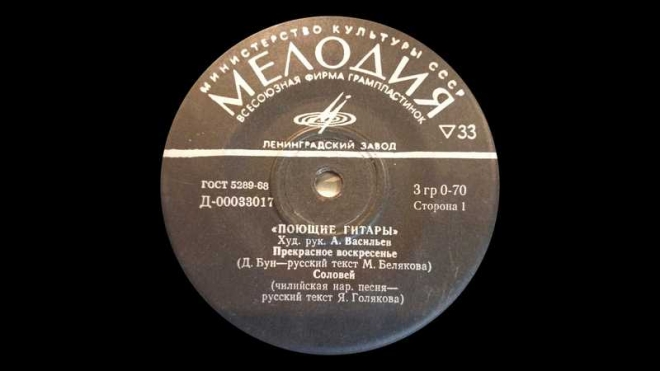 МИНИСТЕРСТВО КУЛЬТУРЫ СССР
МЕЛОДИЯ
ВСЕСОЮЗНАЯ ФИРМА ГРАМПЛАСТИНОК
▽33
ЛЕНИНГРАДСКИЙ ЗАВОД
ГОСТ 5289-68
Д-00033017
3 гр 0-70
Сторона 1
«ПОЮЩИЕ ГИТАРЫ»
Худ. рук. А. Васильев
Прекрасное воскресенье
(Д. Бун—русский текст М. Белякова)
Соловей
(чилийская нар. песня—
русский текст Я. Голякова)